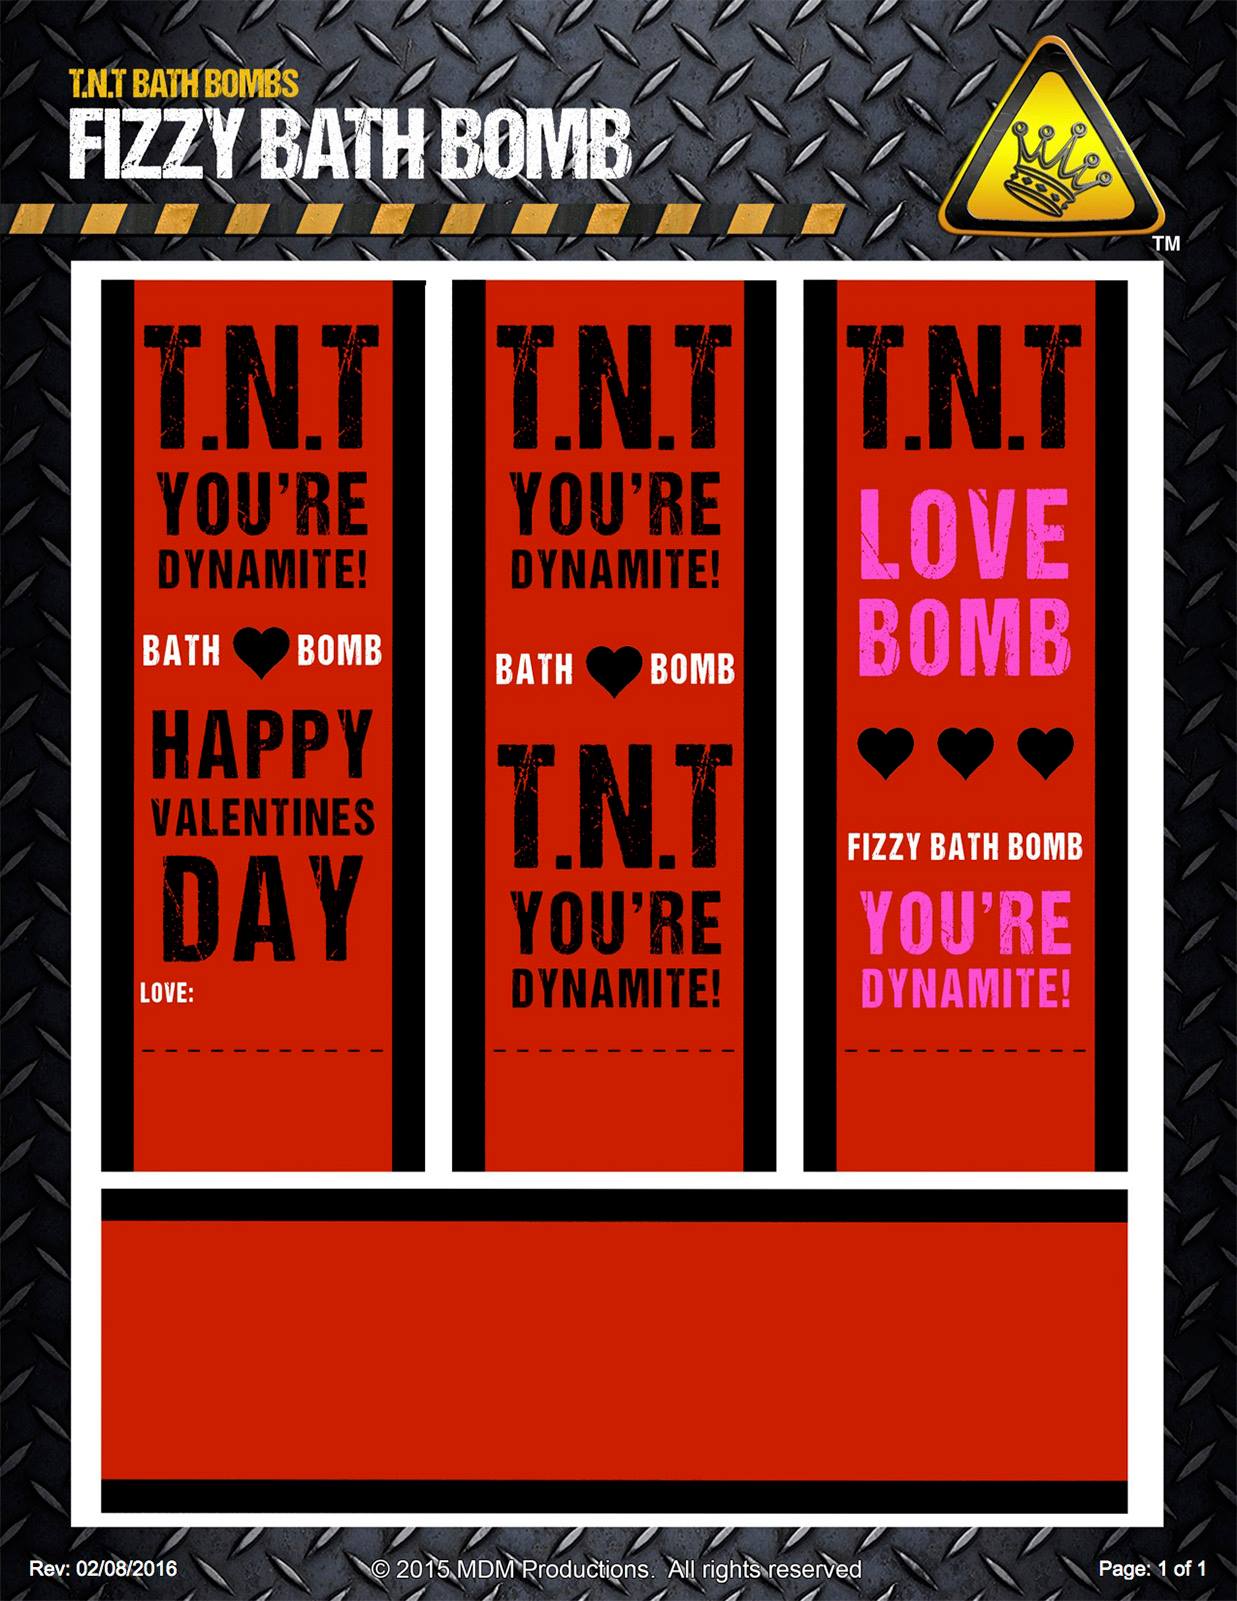 T.N.T BATH BOMBS
FIZZY BATH BOMB
TM
T.N.T
YOU'RE
DYNAMITE!
BATH BOMB
HAPPY
VALENTINES
DAY
LOVE:
T.N.T
YOU'RE
DYNAMITE!
BATH BOMB
T.N.T
YOU'RE
DYNAMITE!
T.N.T
LOVE
BOMB
FIZZY BATH BOMB
YOU'RE
DYNAMITE!
Rev: 02/08/2016
© 2015 MDM Productions. All rights reserved
Page: 1 of 1